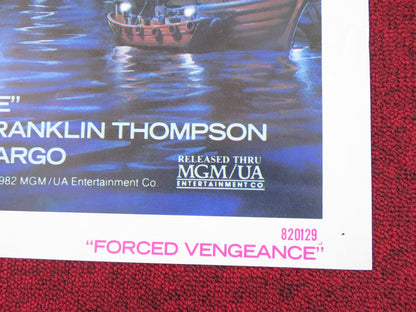 E”
RANKLIN THOMPSON
ARGO
982 MGM/UA Entertainment Co.
RELEASED THRU
MGM/UA
ENTERTAINMENT CO.
820129
“FORCED VENGEANCE”